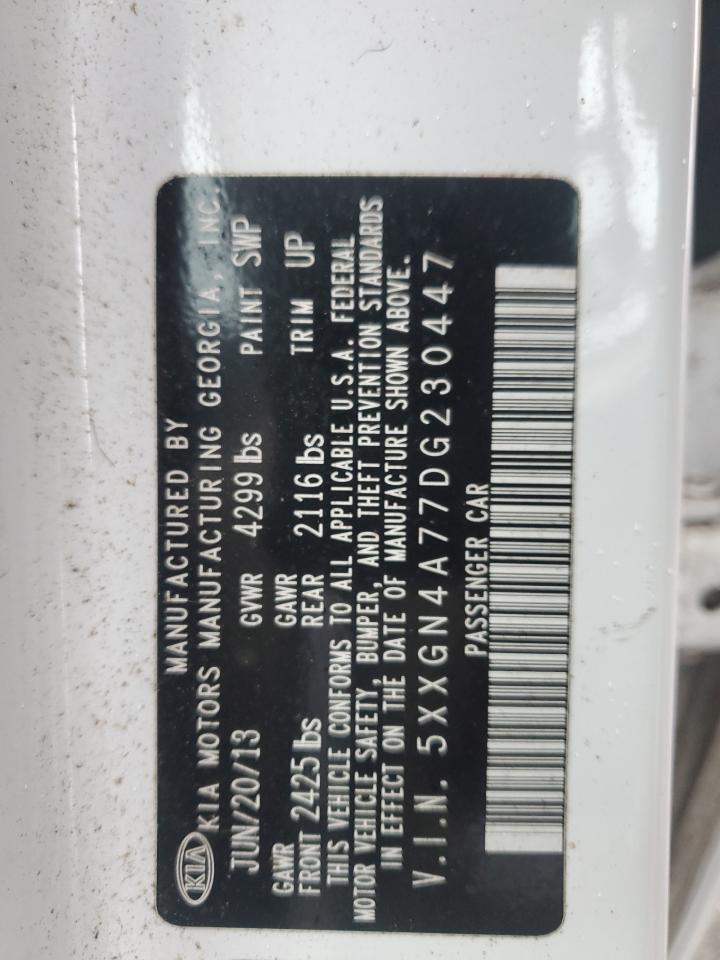 KIA
MANUFACTURED BY
KIA MOTORS MANUFACTURING GEORGIA, INC.
JUN/20/13 GVWR 4299 lbs PAINT SWP
GAWR FRONT 2425 lbs GAWR REAR 2116 lbs TRIM UP
THIS VEHICLE CONFORMS TO ALL APPLICABLE U.S.A. FEDERAL
MOTOR VEHICLE SAFETY, BUMPER, AND THEFT PREVENTION STANDARDS
IN EFFECT ON THE DATE OF MANUFACTURE SHOWN ABOVE.
V.I.N. 5XXGN4A77DG230447
PASSENGER CAR